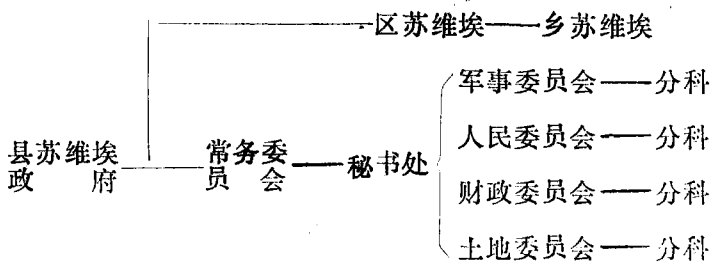 区苏维埃——乡苏维埃
军事委员会——分科
人民委员会——分科
县苏维埃政府——常务委员会——秘书处
财政委员会——分科
土地委员会——分科